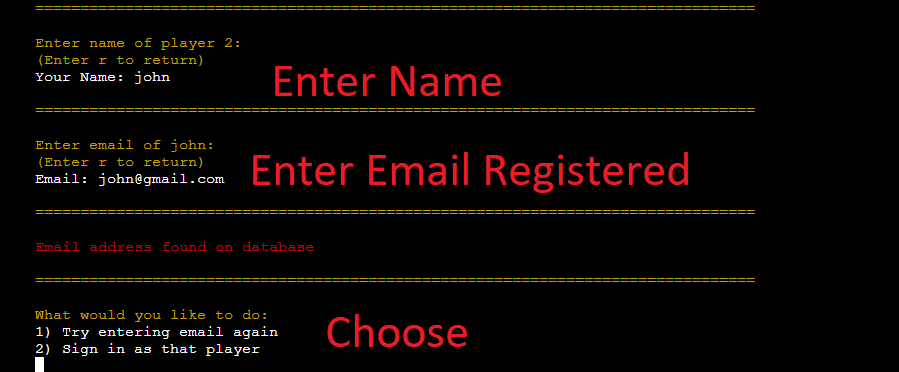 ================================================================================
Enter name of player 2:
(Enter r to return)
Your Name: john
Enter Name
================================================================================
Enter email of john:
(Enter r to return)
Email: john@gmail.com
Enter Email Registered
================================================================================
Email address found on database
================================================================================
What would you like to do:
1) Try entering email again
2) Sign in as that player
Choose